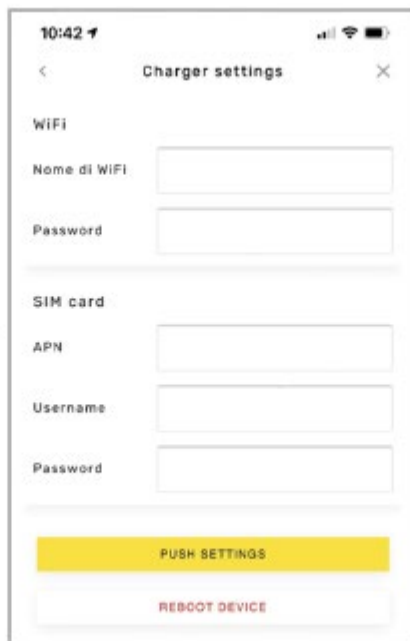 10:42
Charger settings
WiFi
Nome di WiFi
Password
SIM card
APN
Username
Password
PUSH SETTINGS
REBOOT DEVICE